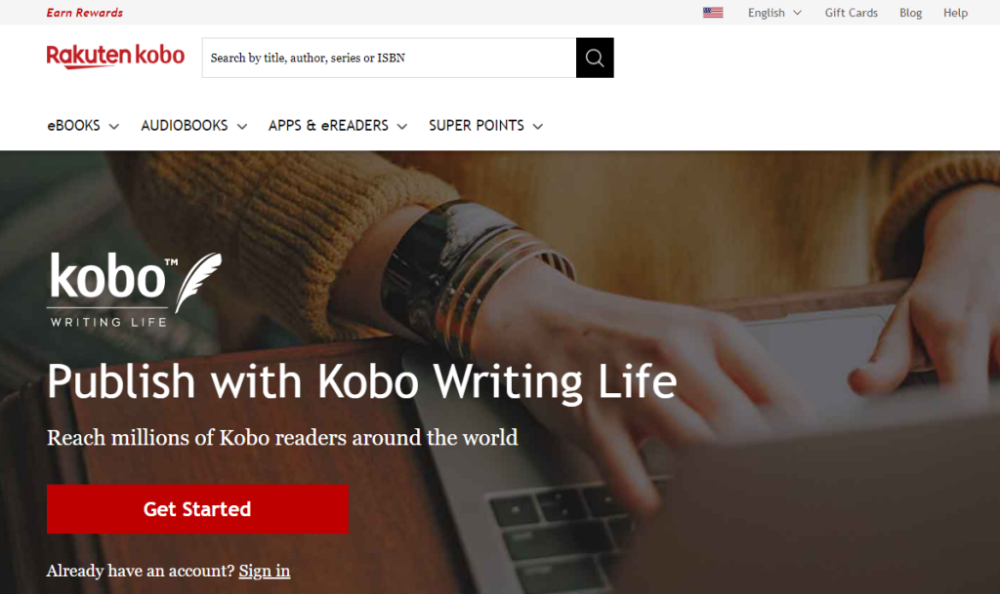 Earn Rewards
English Gift Cards Blog Help
Rakuten kobo
Search by title, author, series or ISBN
eBOOKS AUDIOBOOKS APPS & eREADERS SUPER POINTS
kobo™
WRITING LIFE
Publish with Kobo Writing Life
Reach millions of Kobo readers around the world
Get Started
Already have an account? Sign in